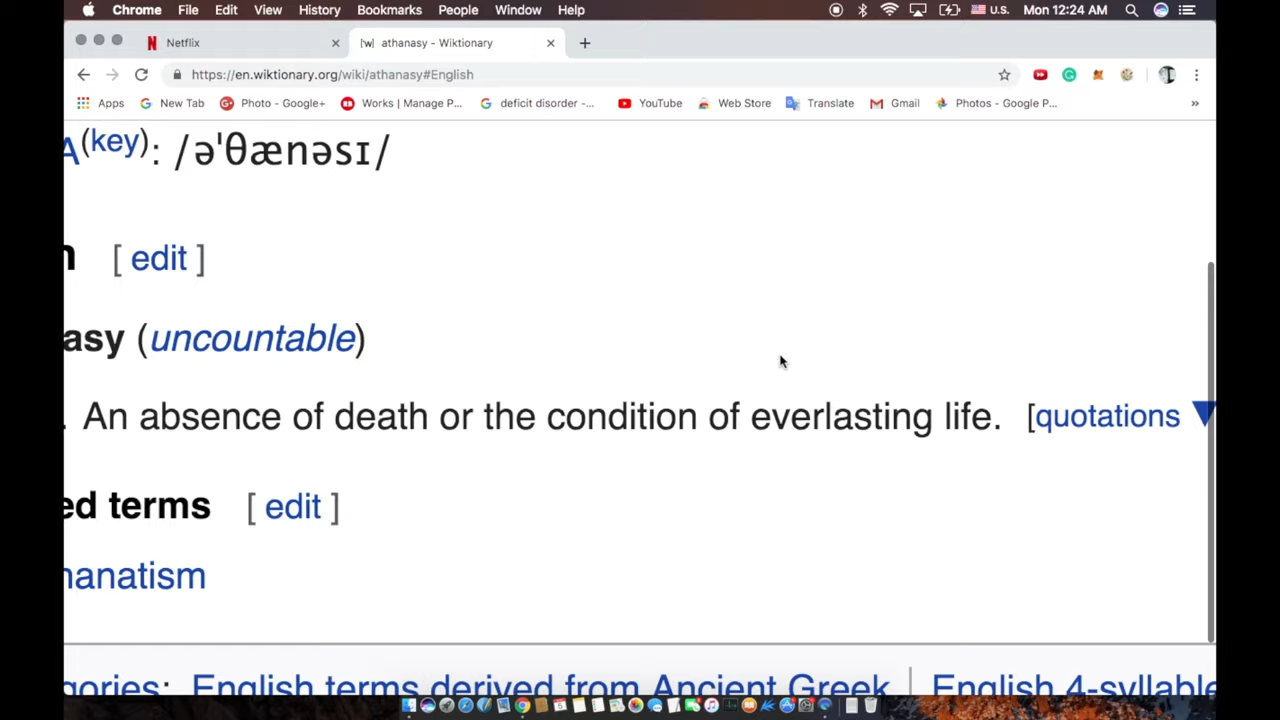 Chrome File Edit View History Bookmarks People Window Help U.S. Mon 12:24 AM
Netflix × [w] athanasy - Wiktionary × +
https://en.wiktionary.org/wiki/athanasy#English
Apps New Tab Photo - Google+ Works | Manage P... deficit disorder -... YouTube Web Store Translate Gmail Photos - Google P... »
A(key): /əˈθænəsɪ/
n [ edit ]
asy (uncountable)
. An absence of death or the condition of everlasting life. [quotations ▼
ed terms [ edit ]
nanatism
gories: English terms derived from Ancient Greek | English 4-syllable